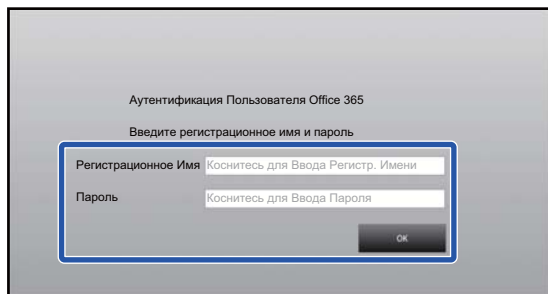 Аутентификация Пользователя Office 365
Введите регистрационное имя и пароль
Регистрационное Имя Коснитесь для Ввода Регистр. Имени
Пароль Коснитесь для Ввода Пароля
OK